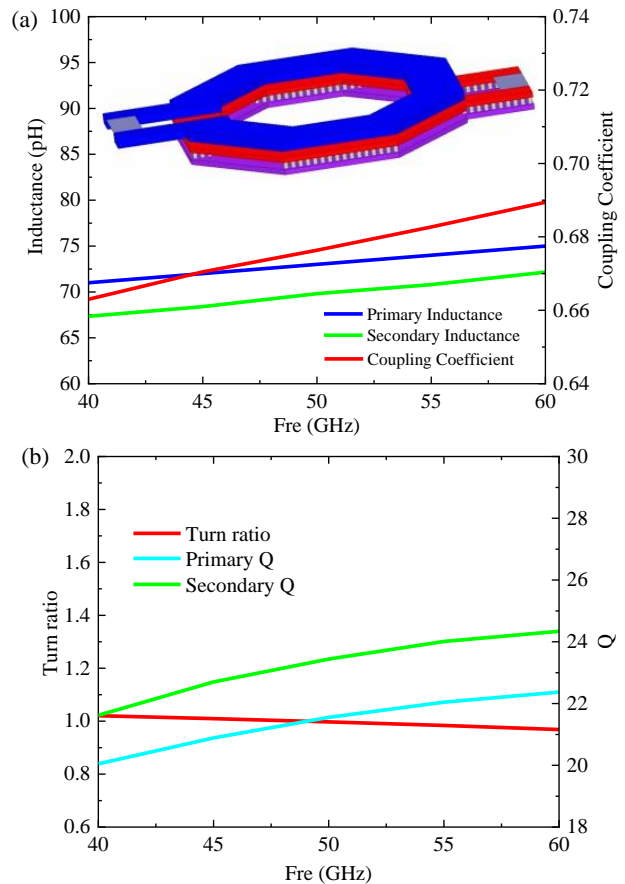 (a)
100
95
90
85
80
75
70
65
60
Inductance (pH)
0.74
0.72
0.70
0.68
0.66
0.64
Coupling Coefficient
Primary Inductance
Secondary Inductance
Coupling Coefficient
40 45 50 55 60
Fre (GHz)
(b)
2.0
1.8
1.6
1.4
1.2
1.0
0.8
0.6
Turn ratio
30
28
26
24
22
20
18
Q
Turn ratio
Primary Q
Secondary Q
40 45 50 55 60
Fre (GHz)